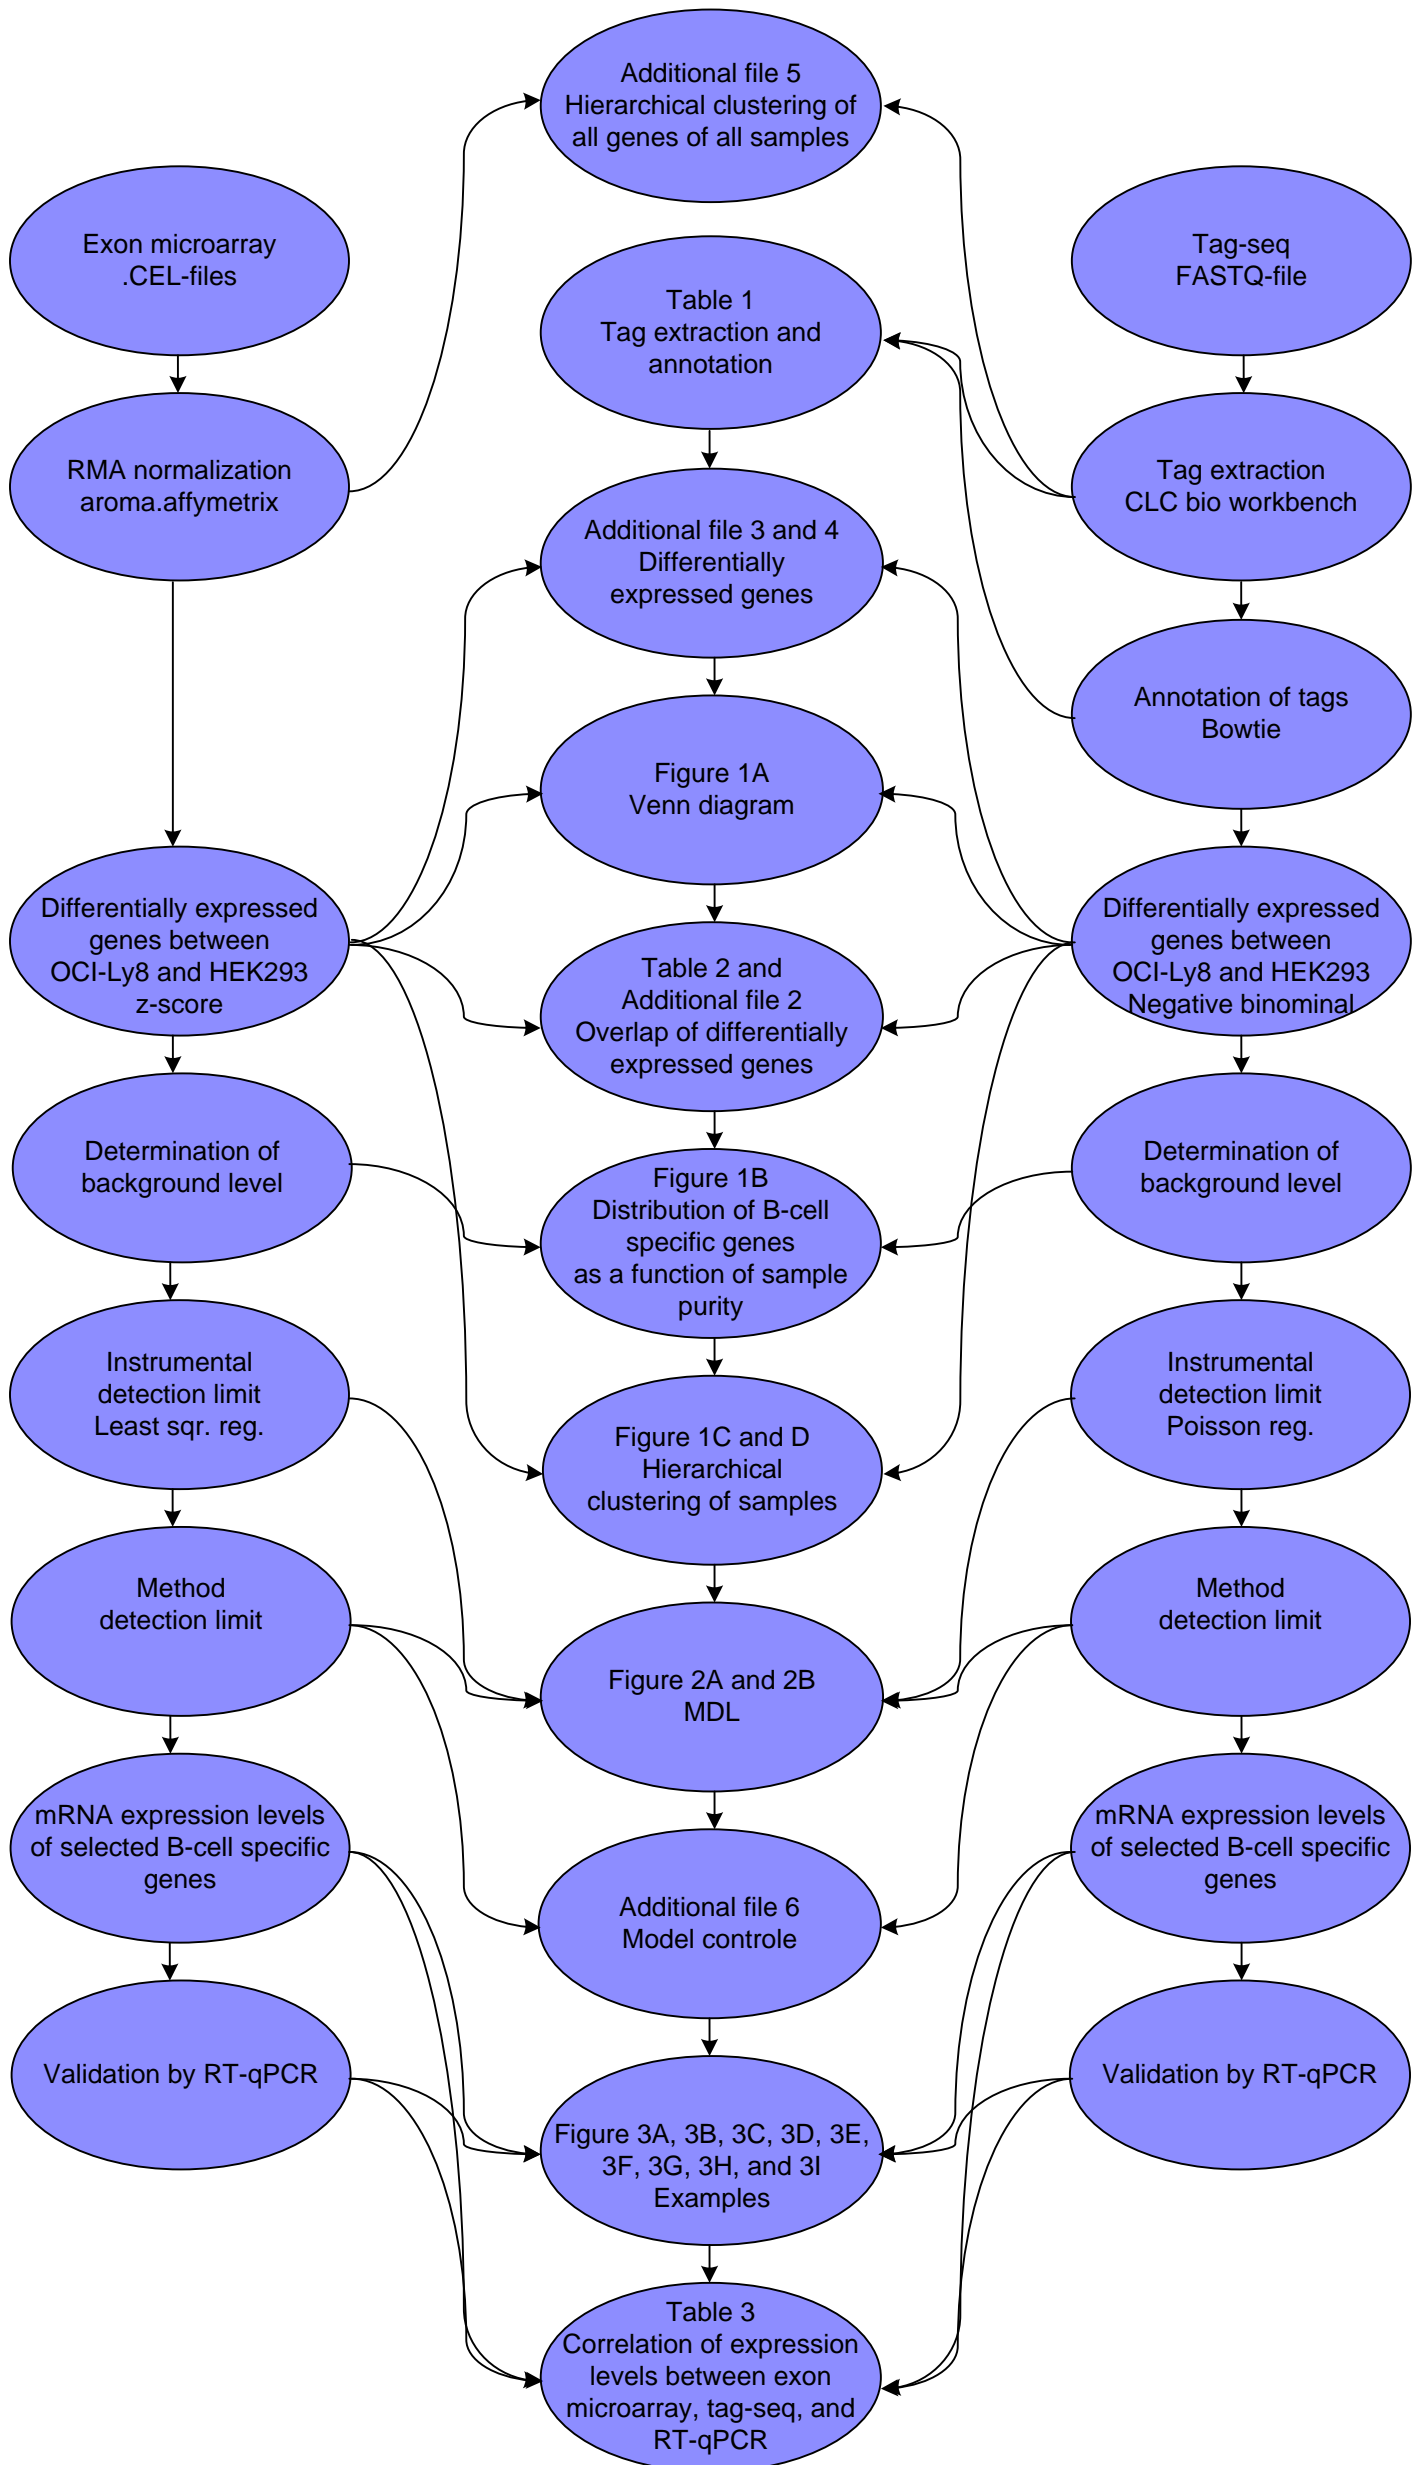 Additional file 5
Hierarchical clustering of
all genes of all samples
Exon microarray
.CEL-files
Tag-seq
FASTQ-file
Table 1
Tag extraction and
annotation
RMA normalization
aroma.affymetrix
Tag extraction
CLC bio workbench
Additional file 3 and 4
Differentially
expressed genes
Annotation of tags
Bowtie
Figure 1A
Venn diagram
Differentially expressed
genes between
OCI-Ly8 and HEK293
z-score
Differentially expressed
genes between
OCI-Ly8 and HEK293
Negative binominal
Table 2 and
Additional file 2
Overlap of differentially
expressed genes
Determination of
background level
Determination of
background level
Figure 1B
Distribution of B-cell
specific genes
as a function of sample
purity
Instrumental
detection limit
Least sqr. reg.
Instrumental
detection limit
Poisson reg.
Figure 1C and D
Hierarchical
clustering of samples
Method
detection limit
Method
detection limit
Figure 2A and 2B
MDL
mRNA expression levels
of selected B-cell specific
genes
mRNA expression levels
of selected B-cell specific
genes
Additional file 6
Model controle
Validation by RT-qPCR
Validation by RT-qPCR
Figure 3A, 3B, 3C, 3D, 3E,
3F, 3G, 3H, and 3I
Examples
Table 3
Correlation of expression
levels between exon
microarray, tag-seq, and
RT-qPCR